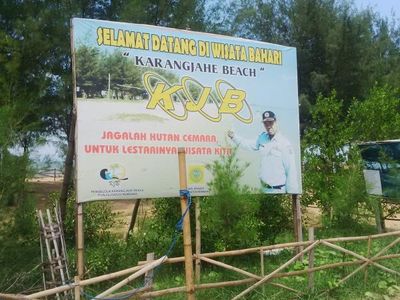 SELAMAT DATANG DI WISATA BAHARI
" KARANGJAHE BEACH "
KJB
JAGALAH HUTAN CEMARA,
UNTUK LESTARINYA WISATA KITA